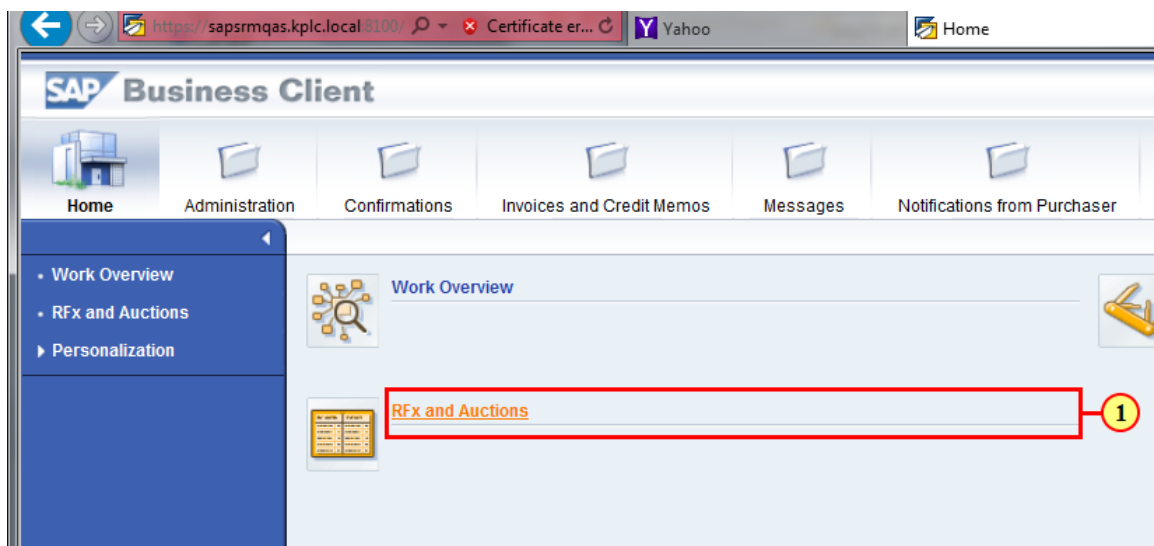 https://sapsrmqas.kplc.local:8100/ Certificate er... Yahoo Home
SAP Business Client
Home Administration Confirmations Invoices and Credit Memos Messages Notifications from Purchaser
Work Overview
RFx and Auctions
Personalization
Work Overview
RFx and Auctions
1